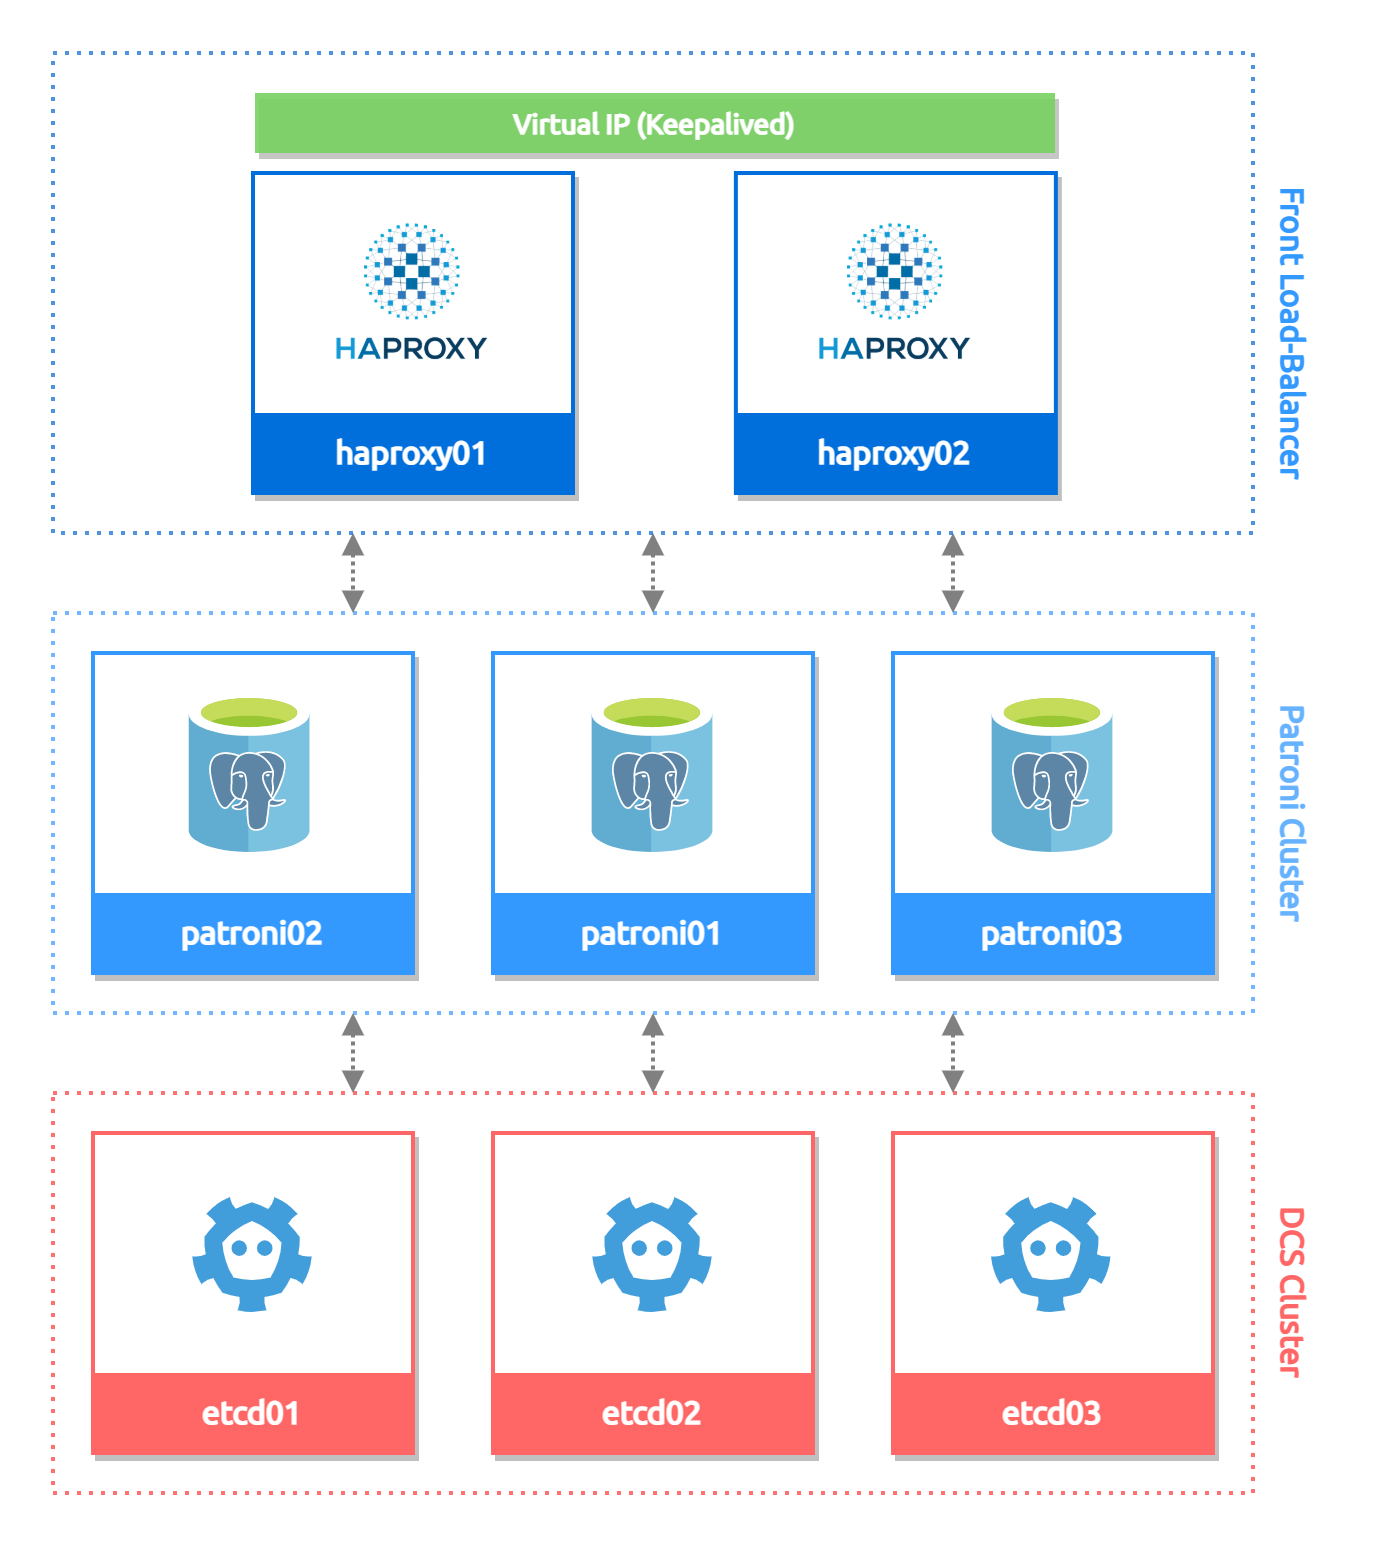 Virtual IP (Keepalived)
HAPROXY
HAPROXY
haproxy01
haproxy02
Front Load-Balancer
patroni02
patroni01
patroni03
Patroni Cluster
etcd01
etcd02
etcd03
DCS Cluster